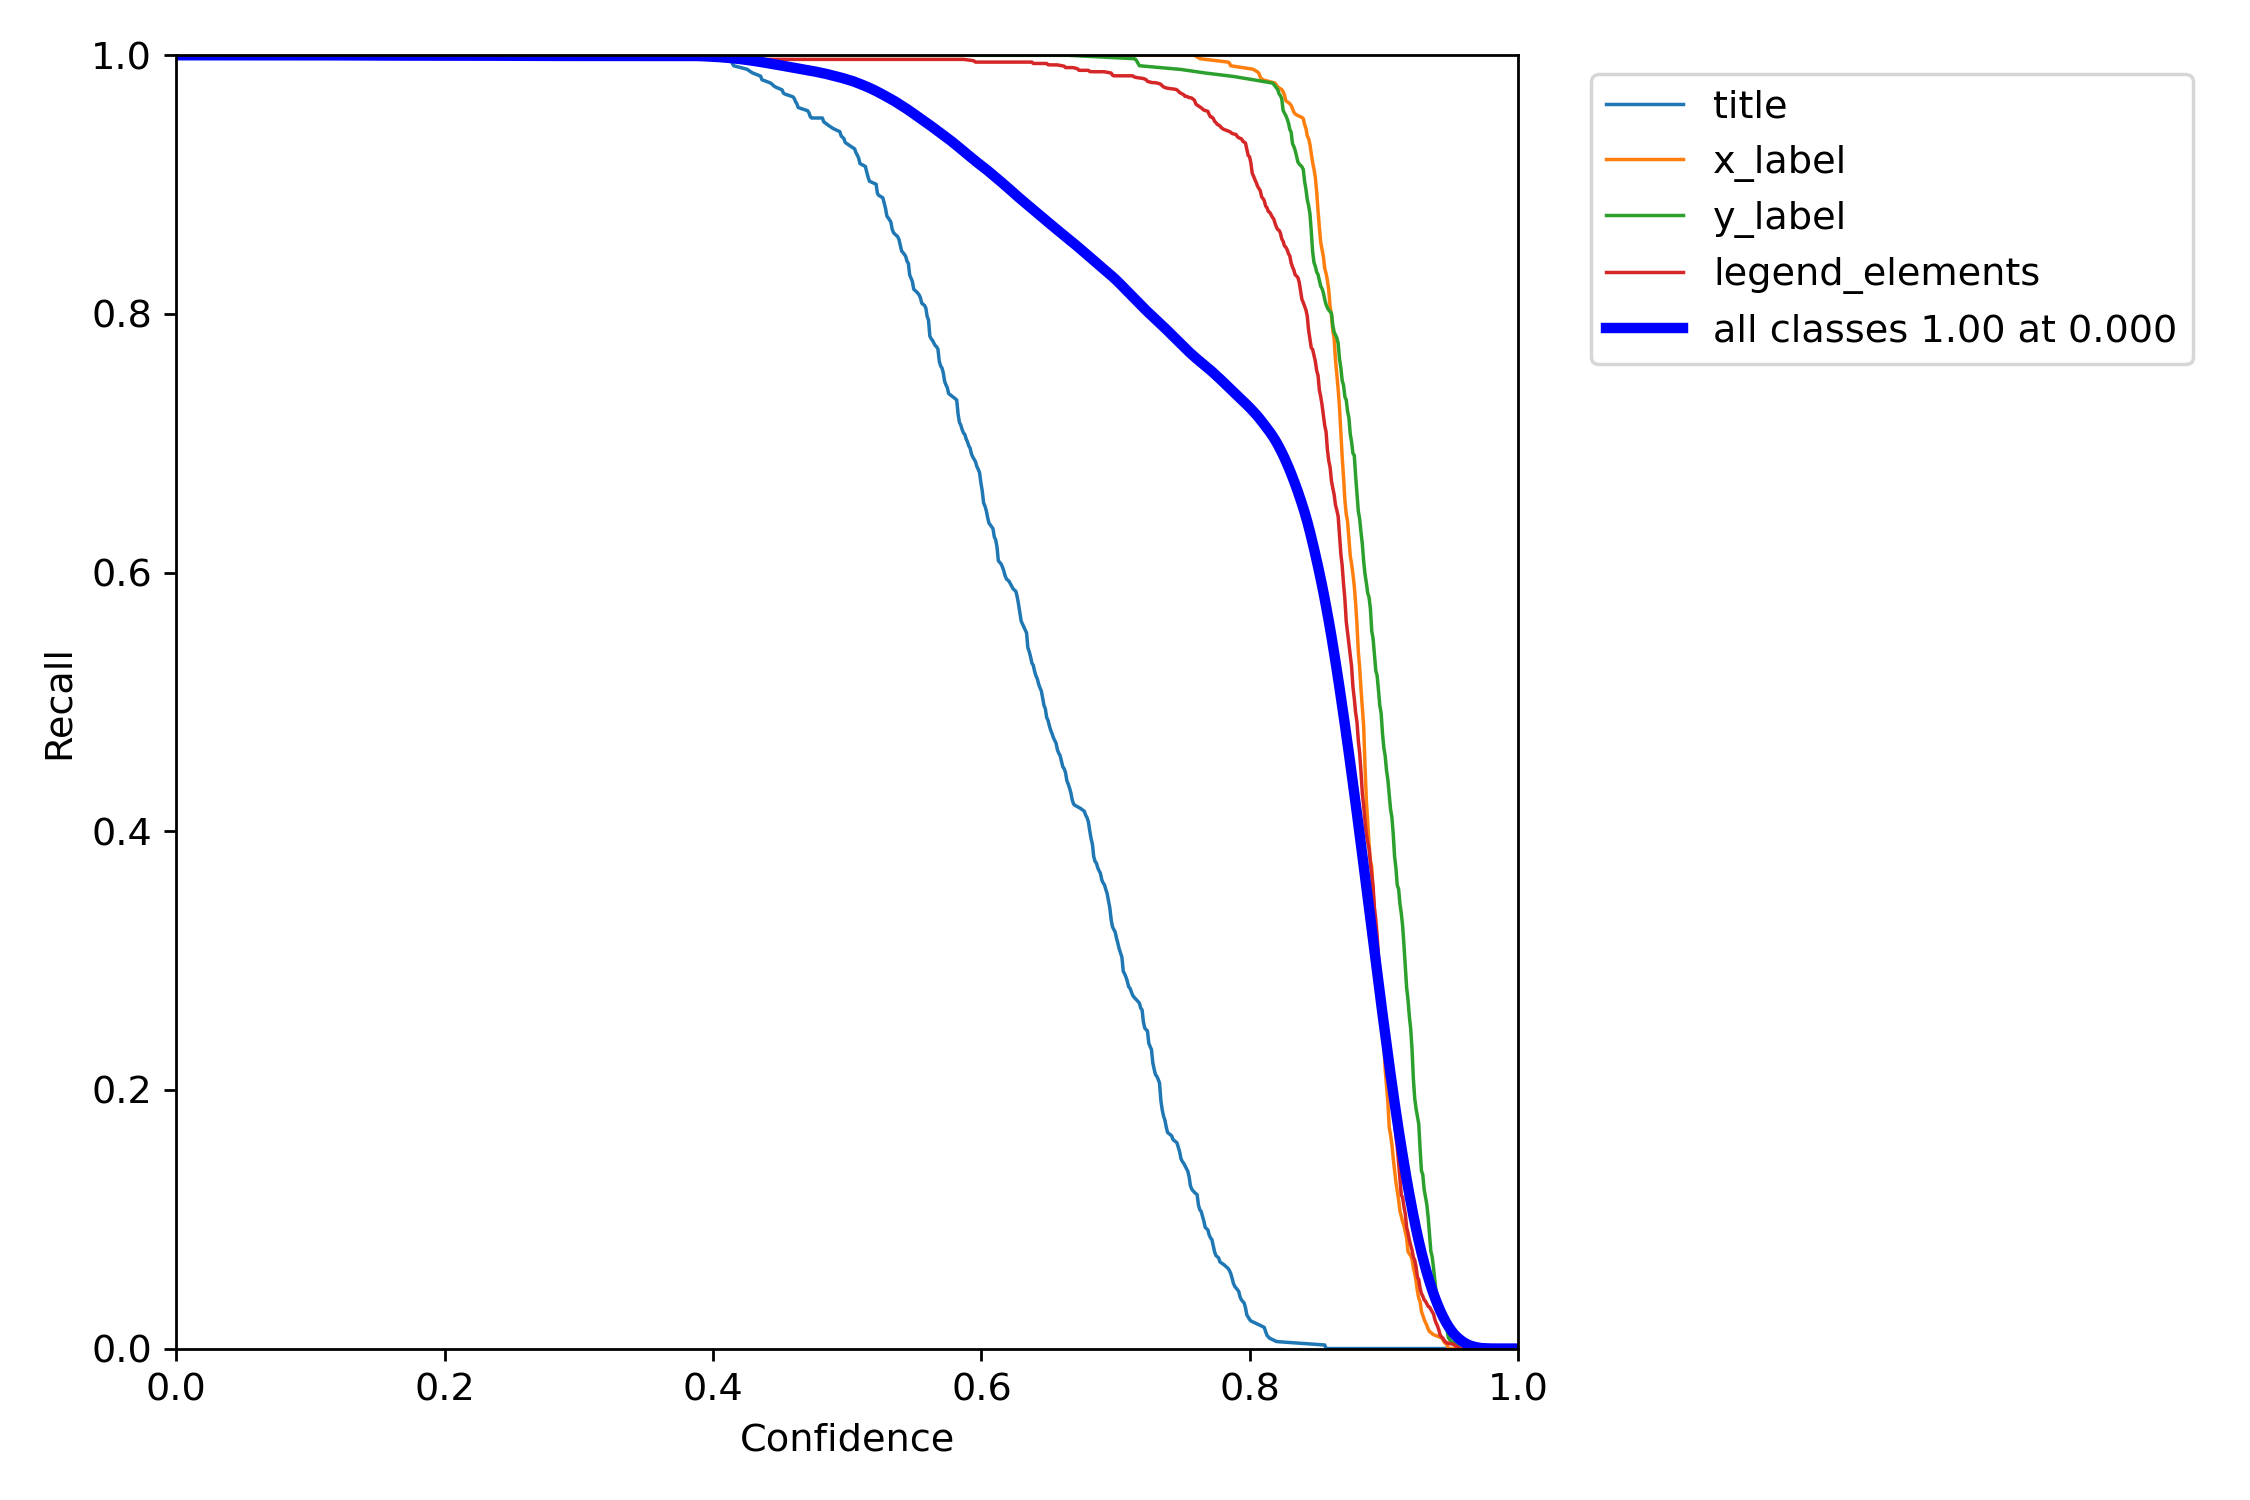 1.0
0.8
0.6
0.4
0.2
0.0
Recall
0.0 0.2 0.4 0.6 0.8 1.0
Confidence
title
x_label
y_label
legend_elements
all classes 1.00 at 0.000